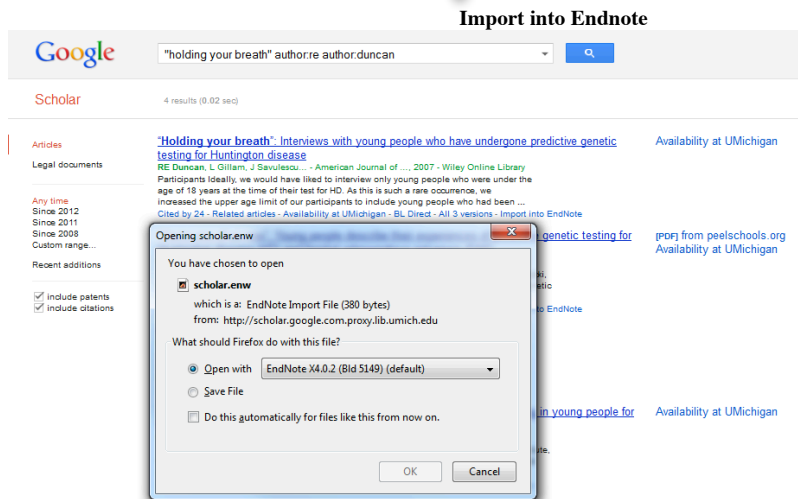 Import into Endnote
Google
"holding your breath" author:re author:duncan
Scholar
4 results (0.02 sec)
Articles
Legal documents
Any time
Since 2012
Since 2011
Since 2008
Custom range...
Recent additions
include patents
include citations
"Holding your breath": Interviews with young people who have undergone predictive genetic
testing for Huntington disease
RE Duncan, L Gillam, J Savulescu... - American Journal of ..., 2007 - Wiley Online Library
Participants Ideally, we would have liked to interview only young people who were under the
age of 18 years at the time of their test for HD. As this is such a rare occurrence, we
increased the upper age limit of our participants to include young people who had been ...
Cited by 24 - Related articles - Availability at UMichigan - BL Direct - All 3 versions - Import into EndNote
Availability at UMichigan
genetic testing for
[PDF] from peelschools.org
Availability at UMichigan
to EndNote
in young people for
Availability at UMichigan
Opening scholar.enw
You have chosen to open
scholar.enw
which is a: EndNote Import File (380 bytes)
from: http://scholar.google.com.proxy.lib.umich.edu
What should Firefox do with this file?
Open with EndNote X4.0.2 (Bld 5149) (default)
Save File
Do this automatically for files like this from now on.
OK Cancel